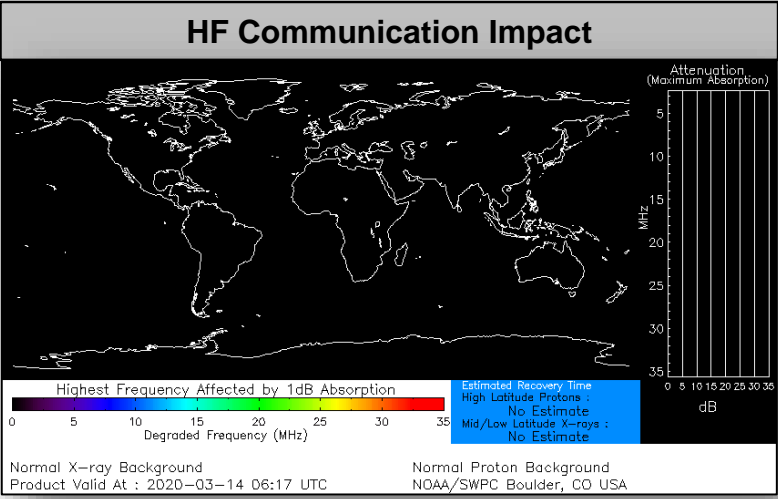 HF Communication Impact
Attenuation
(Maximum Absorption)
5
10
15
20
25
30
35
MHz
0 5 10 15 20 25 30 35
dB
Highest Frequency Affected by 1dB Absorption
0 5 10 15 20 25 30 35
Degraded Frequency (MHz)
Estimated Recovery Time
High Latitude Protons :
No Estimate
Mid/Low Latitude X-rays :
No Estimate
Normal X-ray Background
Product Valid At : 2020-03-14 06:17 UTC
Normal Proton Background
NOAA/SWPC Boulder, CO USA